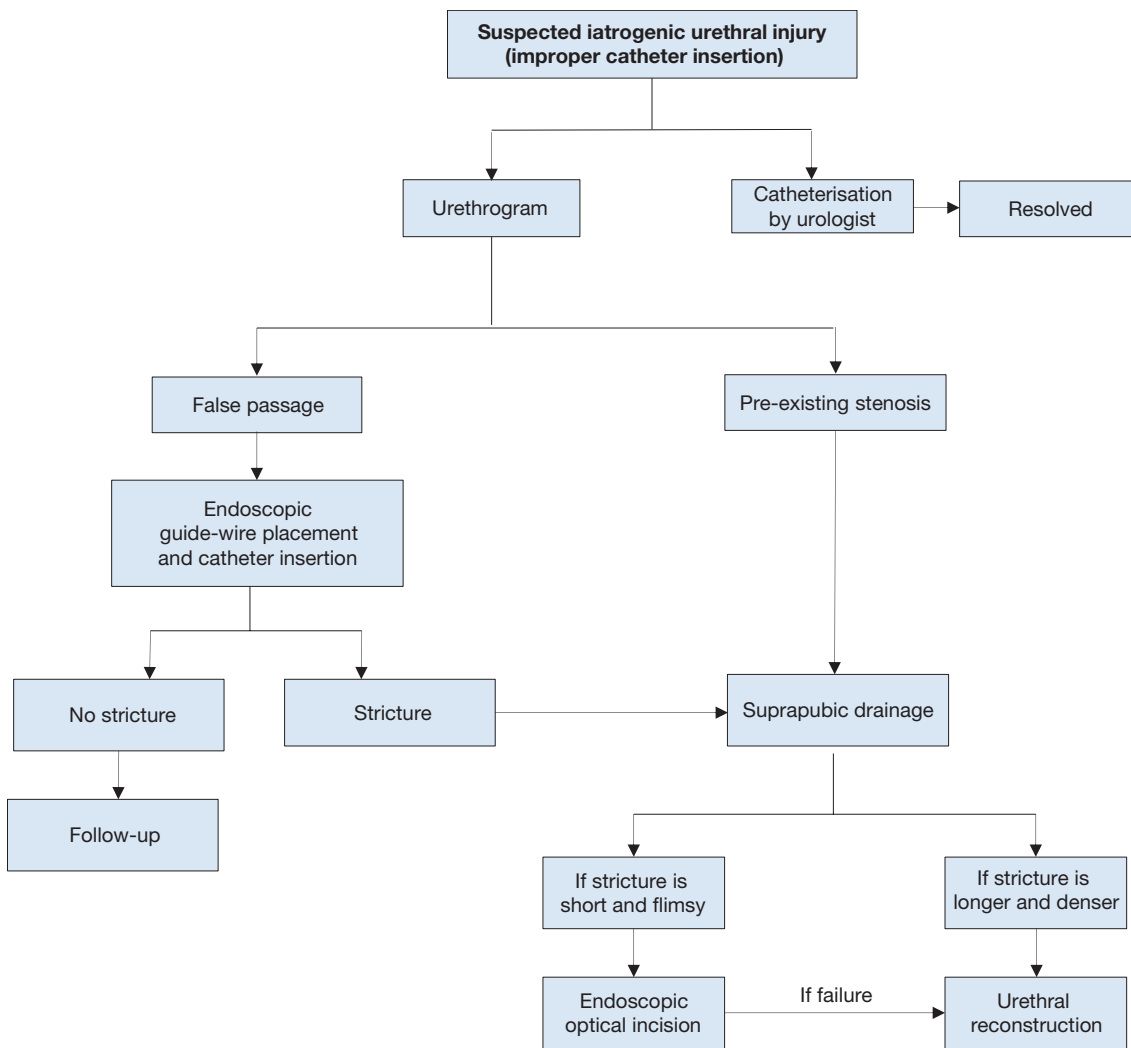 Suspected iatrogenic urethral injury
(improper catheter insertion)
Urethrogram
Catheterisation
by urologist
Resolved
False passage
Pre-existing stenosis
Endoscopic
guide-wire placement
and catheter insertion
No stricture
Stricture
Suprapubic drainage
Follow-up
If stricture is
short and flimsy
If stricture is
longer and denser
Endoscopic
optical incision
If failure
Urethral
reconstruction